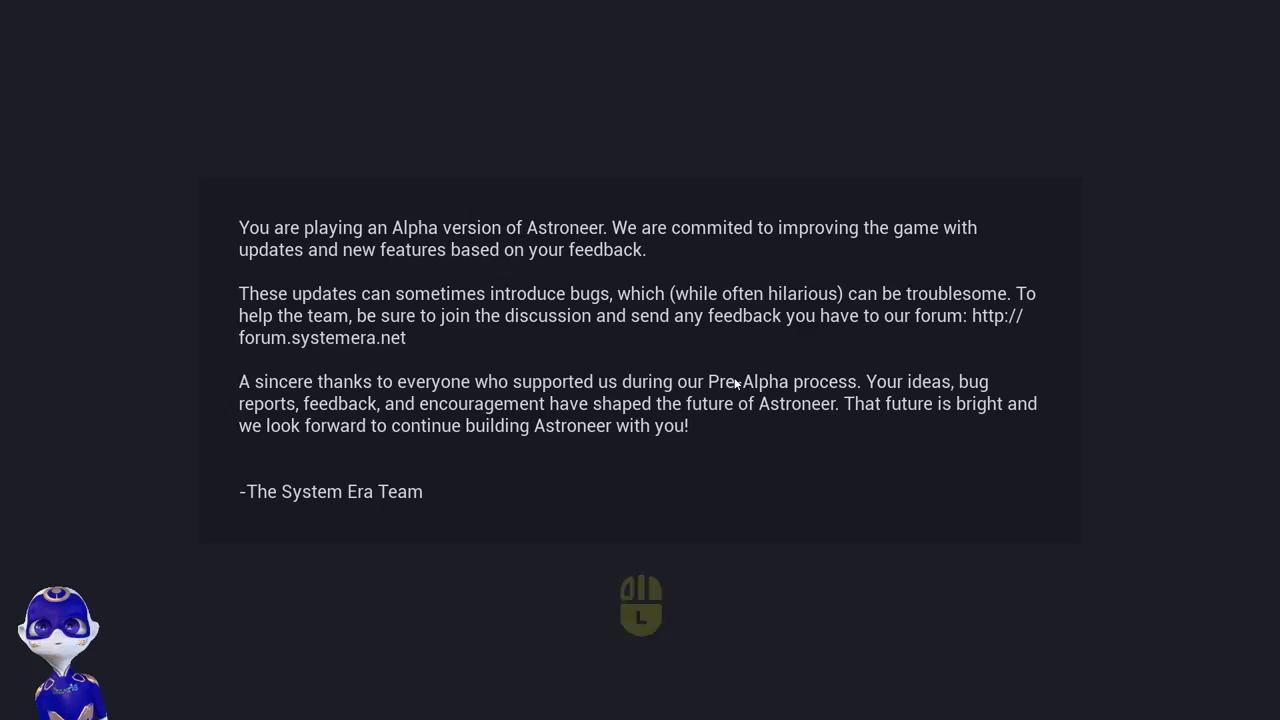 You are playing an Alpha version of Astroneer. We are commited to improving the game with
updates and new features based on your feedback.
These updates can sometimes introduce bugs, which (while often hilarious) can be troublesome. To
help the team, be sure to join the discussion and send any feedback you have to our forum: http://
forum.systemera.net
A sincere thanks to everyone who supported us during our Pre-Alpha process. Your ideas, bug
reports, feedback, and encouragement have shaped the future of Astroneer. That future is bright and
we look forward to continue building Astroneer with you!
-The System Era Team
L